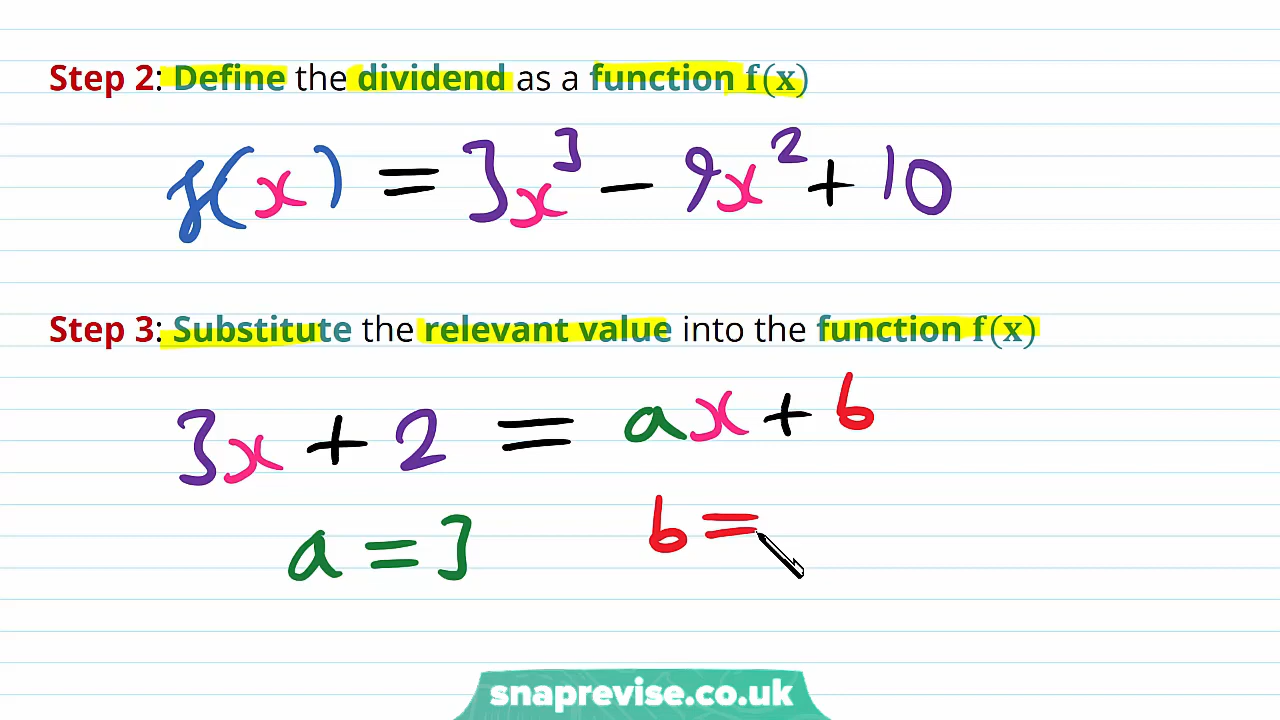 Step 2: Define the dividend as a function f(x)
f(x) = 3x³ − 9x² + 10
Step 3: Substitute the relevant value into the function f(x)
3x + 2 = ax + b
a = 3 b =
snaprevise.co.uk